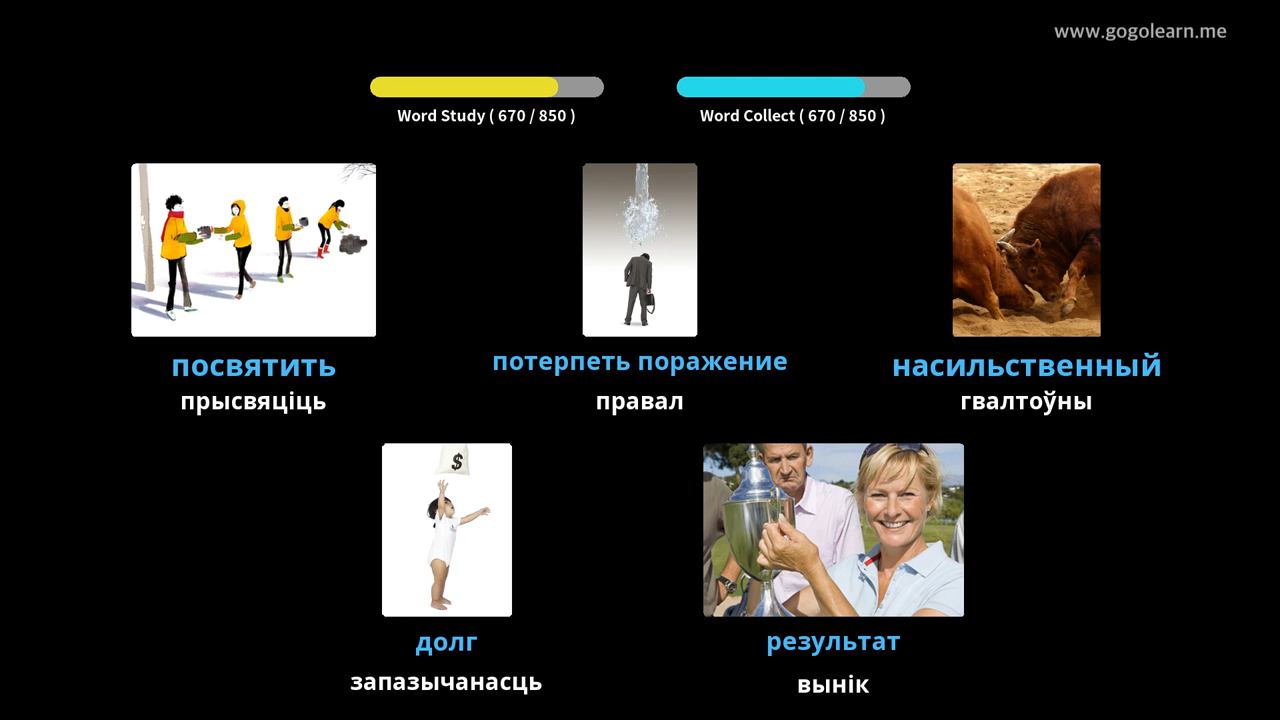 www.gogolearn.me
Word Study ( 670 / 850 )
Word Collect ( 670 / 850 )
посвятить
прысвяціць
потерпеть поражение
правал
насильственный
гвалтоўны
$
долг
запазычанасць
результат
вынік